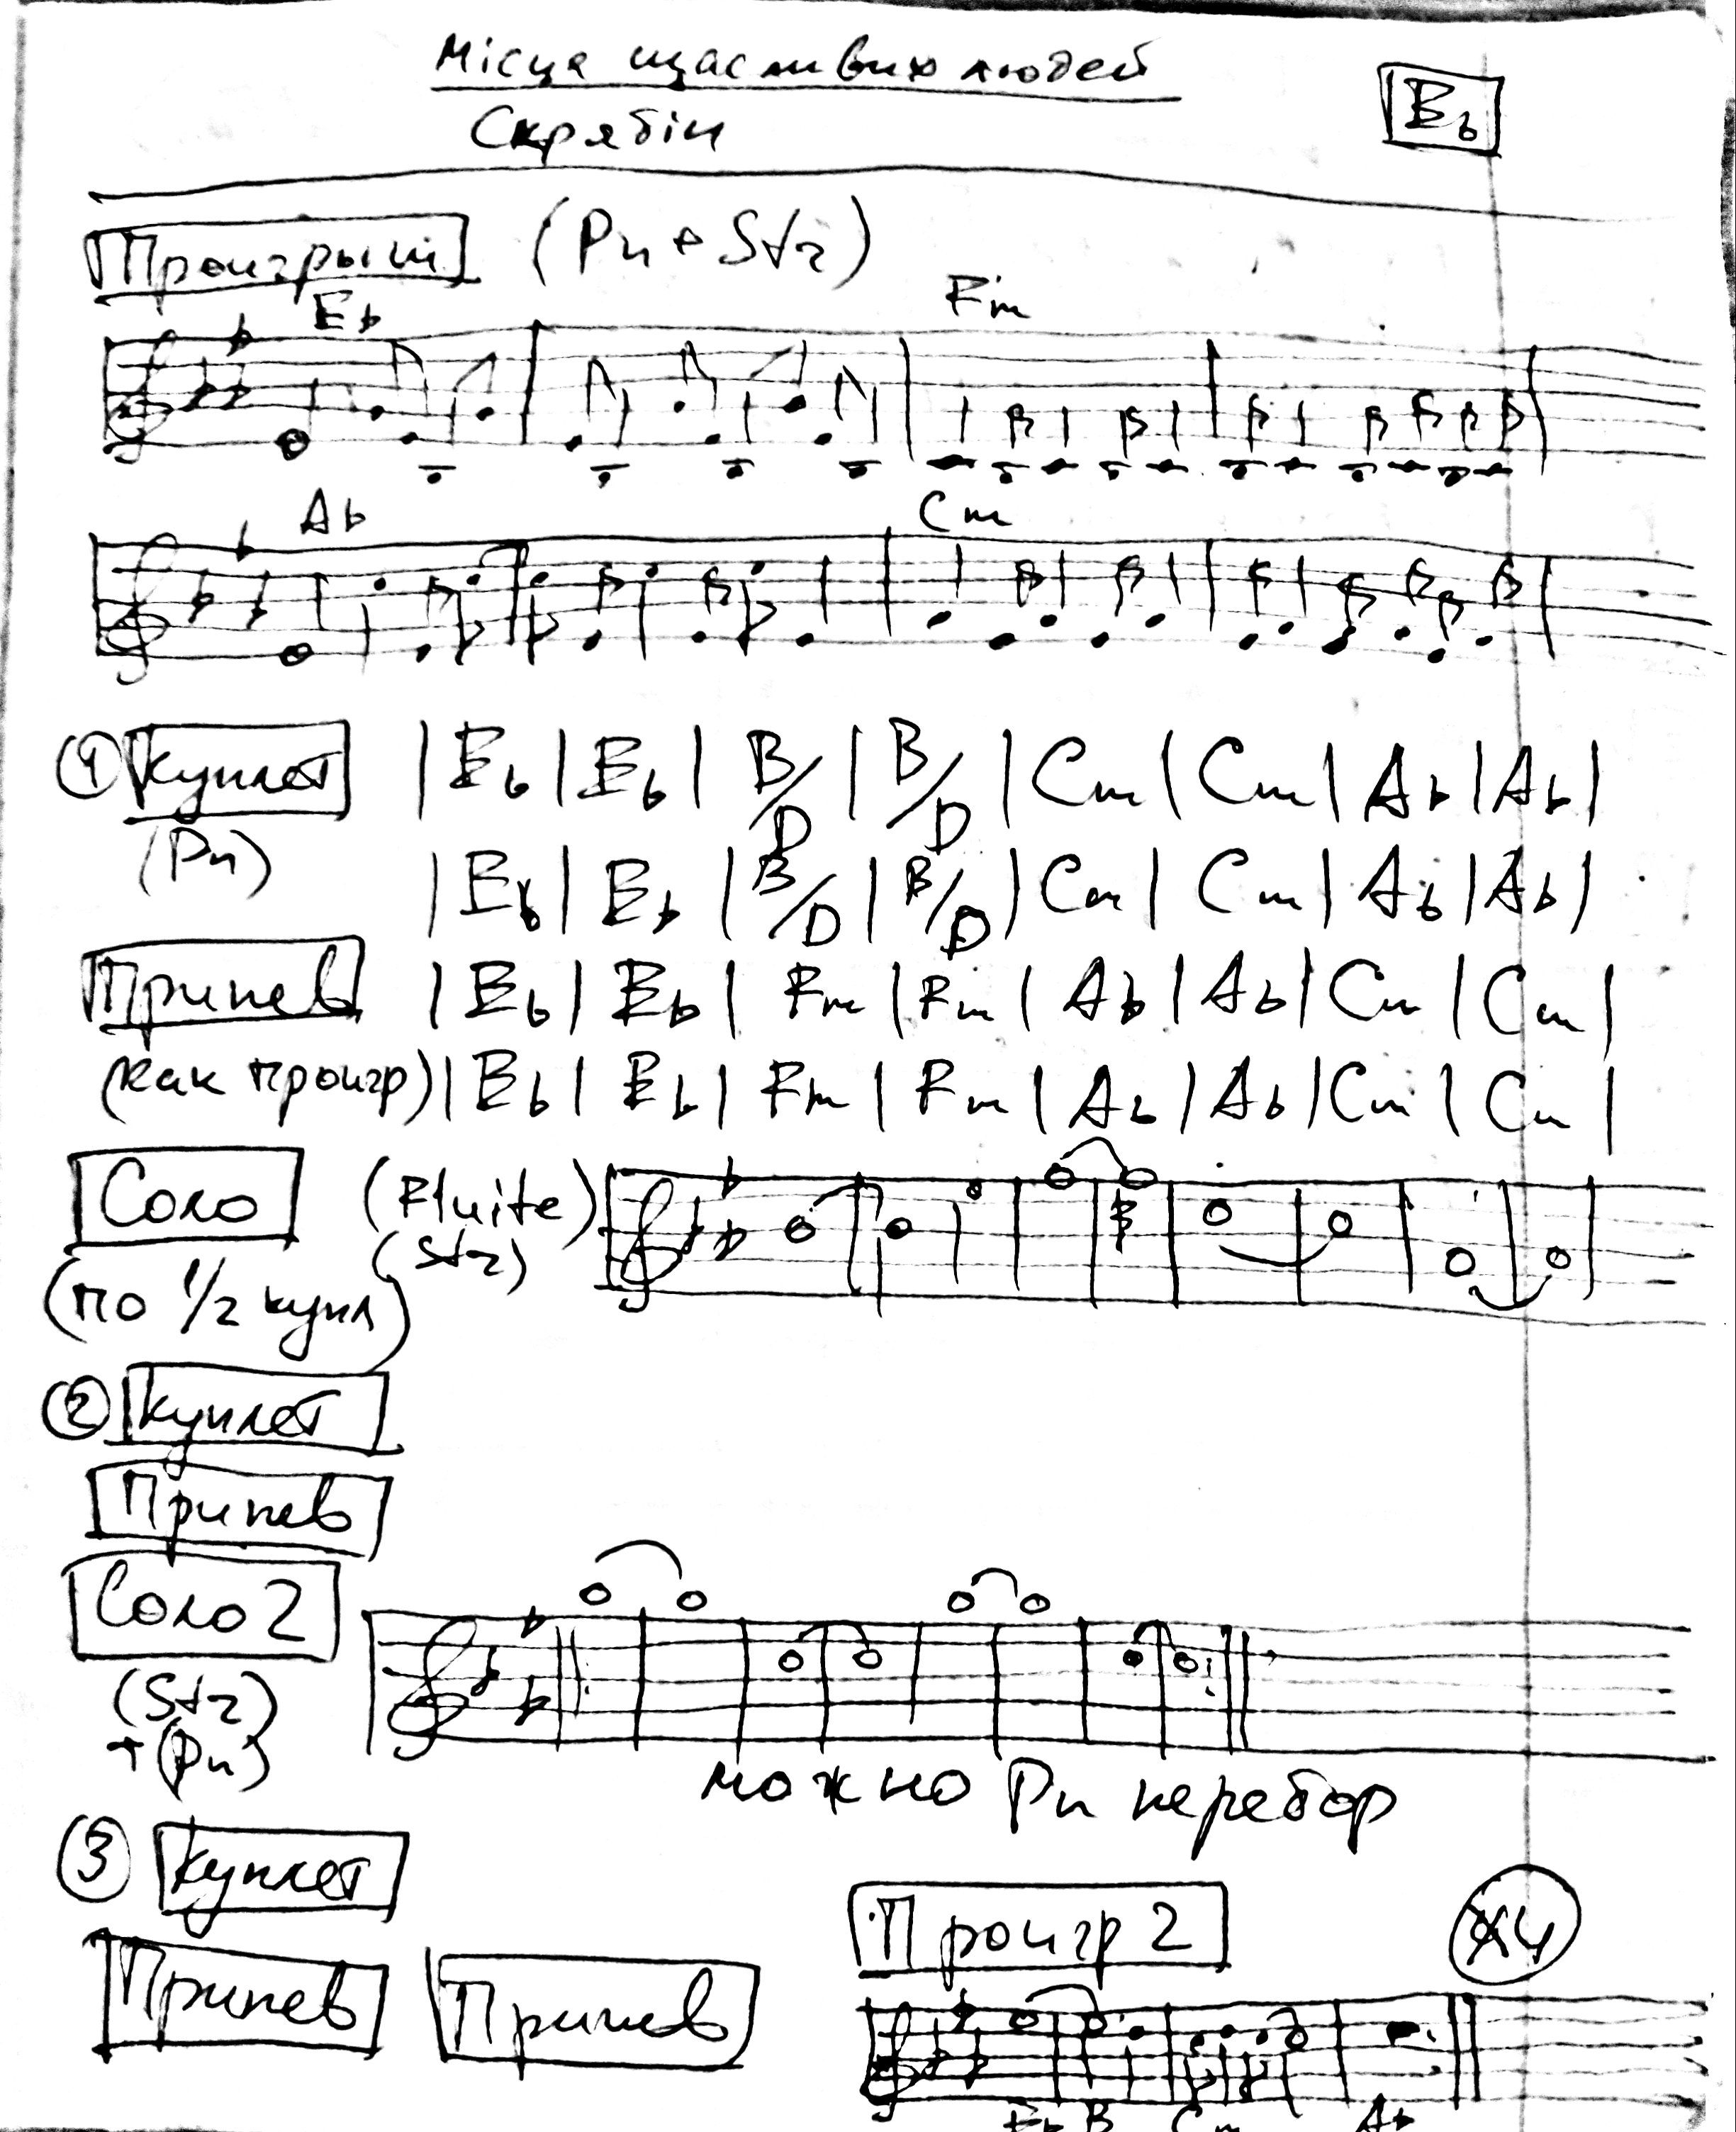 Місця щасливих людей
Скрябін
Eb
Проигрыш (Pn + Str)
Eb Fm
Ab Cm
1 Куплет | Eb | Eb | B/D | B/D | Cm | Cm | Ab | Ab |
(Pn) | Eb | Eb | B/D | B/D | Cm | Cm | Ab | Ab |
Припев | Eb | Eb | Fm | Fm | Ab | Ab | Cm | Cm |
(как проигр) | Eb | Eb | Fm | Fm | Ab | Ab | Cm | Cm |
Соло (Fluite)
(Str)
(по 1/2 купл)
2 Куплет
Припев
Соло 2
(Str)
+ (Pn)
можно Pn перебор
3 Куплет
Проигр 2 x4
Припев Припев
Eb B Cm Ab